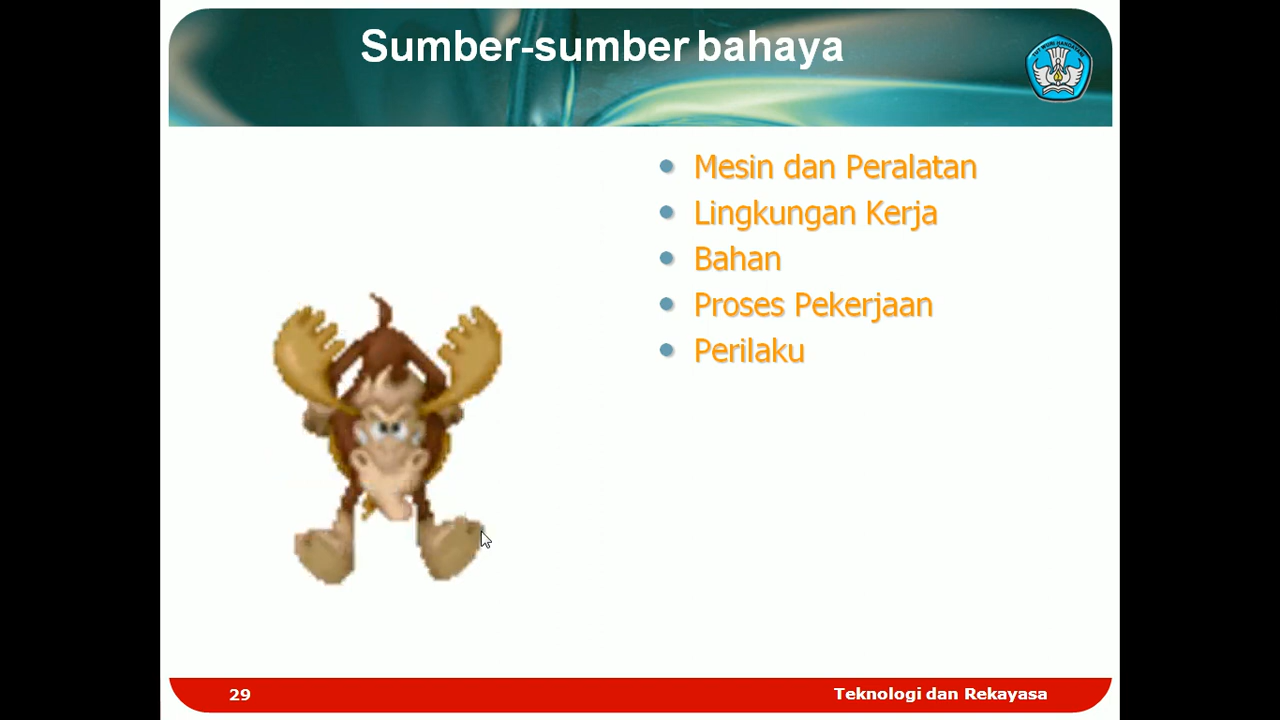 Sumber-sumber bahaya
Mesin dan Peralatan
Lingkungan Kerja
Bahan
Proses Pekerjaan
Perilaku
29
Teknologi dan Rekayasa